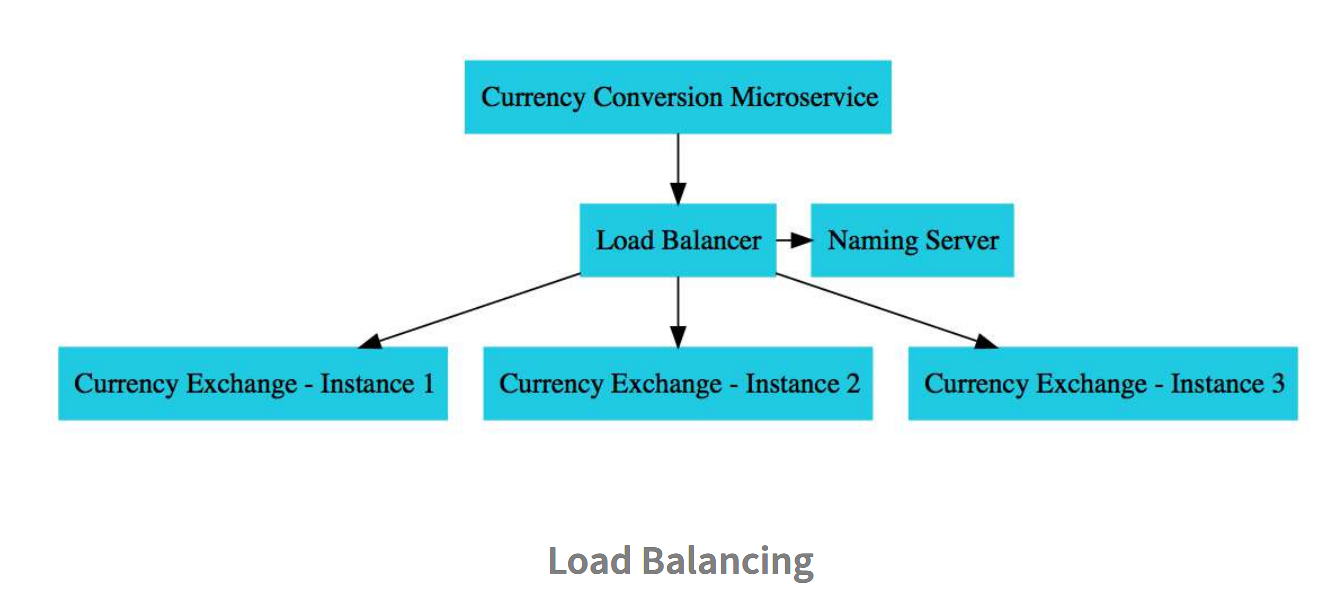 Currency Conversion Microservice
Load Balancer
Naming Server
Currency Exchange - Instance 1
Currency Exchange - Instance 2
Currency Exchange - Instance 3
Load Balancing